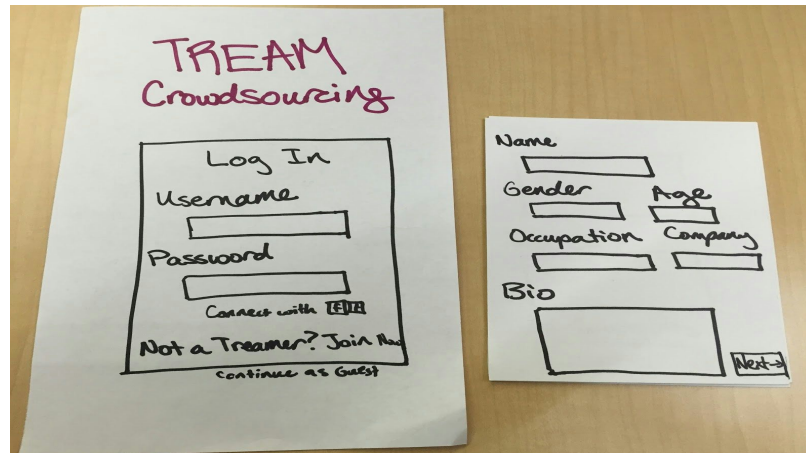 TREAM
Crowdsourcing
Log In
Username
Password
Connect with
Not a Treamer? Join Now
Continue as Guest
Name
Gender Age
Occupation Company
Bio
Next→